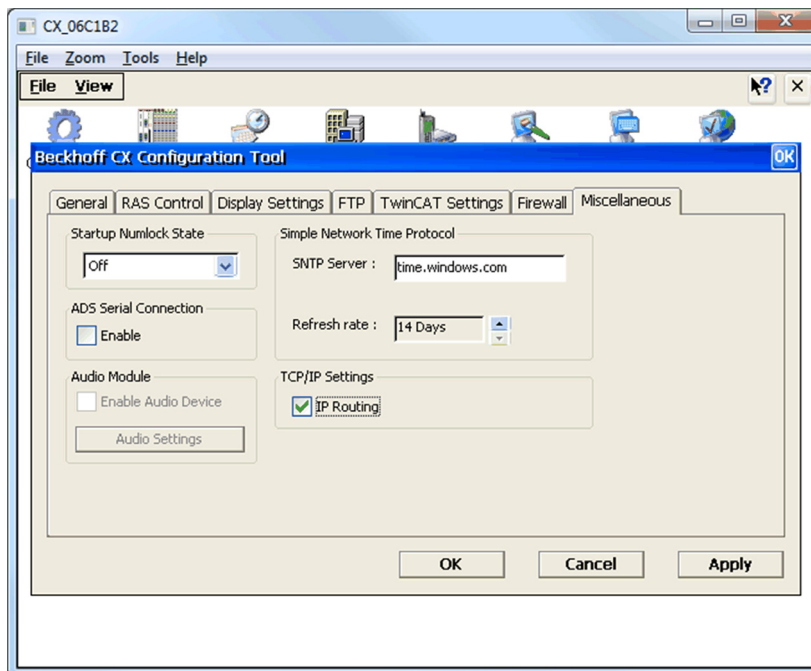 CX_06C1B2
File Zoom Tools Help
File View
Beckhoff CX Configuration Tool OK
General RAS Control Display Settings FTP TwinCAT Settings Firewall Miscellaneous
Startup Numlock State
Off
ADS Serial Connection
Enable
Audio Module
Enable Audio Device
Audio Settings
Simple Network Time Protocol
SNTP Server : time.windows.com
Refresh rate : 14 Days
TCP/IP Settings
IP Routing
OK Cancel Apply